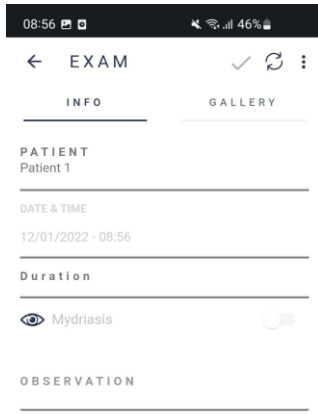 08:56 46%
EXAM
INFO GALLERY
PATIENT
Patient 1
DATE & TIME
12/01/2022 - 08:56
Duration
Mydriasis
OBSERVATION